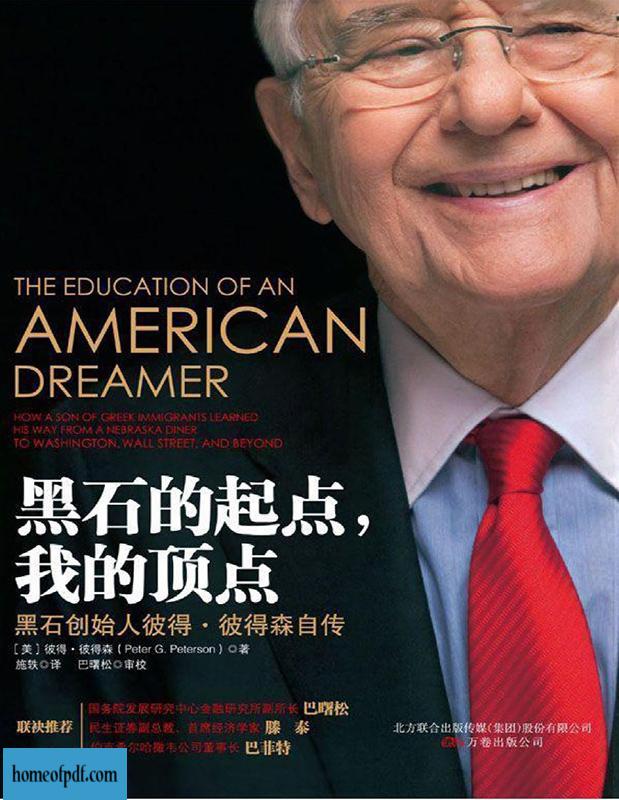 THE EDUCATION OF AN
AMERICAN
DREAMER
HOW A SON OF GREEK IMMIGRANTS LEARNED
HIS WAY FROM A NEBRASKA DINER
TO WASHINGTON, WALL STREET, AND BEYOND
黑石的起点，
我的顶点
黑石创始人彼得·彼得森自传
［美］彼得·彼得森（Peter G. Peterson）◎著
施轶◎译 巴曙松◎审校
联袂推荐
国务院发展研究中心金融研究所副所长 巴曙松
民生证券副总裁、首席经济学家 滕 泰
伯克希尔哈撒韦公司董事长 巴菲特
北方联合出版传媒（集团）股份有限公司
万卷出版公司
homeofpdf.com